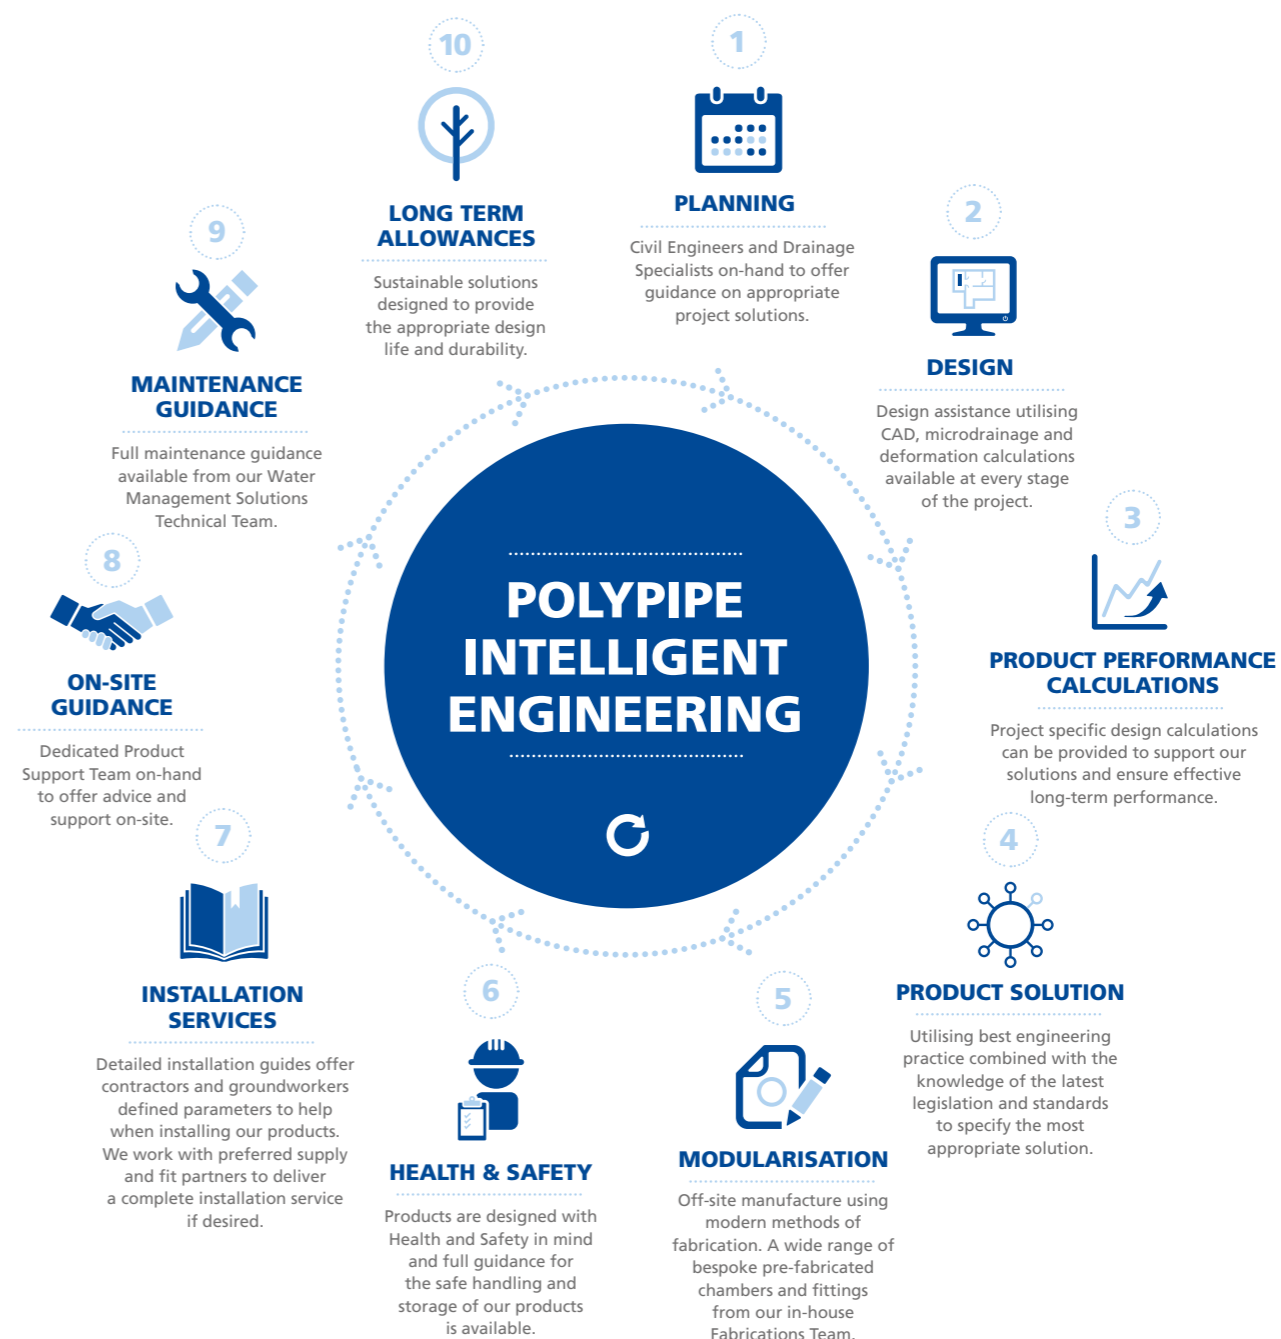 POLYPIPE
INTELLIGENT
ENGINEERING
1
PLANNING
Civil Engineers and Drainage
Specialists on-hand to offer
guidance on appropriate
project solutions.
2
DESIGN
Design assistance utilising
CAD, microdrainage and
deformation calculations
available at every stage
of the project.
3
PRODUCT PERFORMANCE
CALCULATIONS
Project specific design calculations
can be provided to support our
solutions and ensure effective
long-term performance.
4
PRODUCT SOLUTION
Utilising best engineering
practice combined with the
knowledge of the latest
legislation and standards
to specify the most
appropriate solution.
5
MODULARISATION
Off-site manufacture using
modern methods of
fabrication. A wide range of
bespoke pre-fabricated
chambers and fittings
from our in-house
Fabrications Team.
6
HEALTH & SAFETY
Products are designed with
Health and Safety in mind
and full guidance for
the safe handling and
storage of our products
is available.
7
INSTALLATION
SERVICES
Detailed installation guides offer
contractors and groundworkers
defined parameters to help
when installing our products.
We work with preferred supply
and fit partners to deliver
a complete installation service
if desired.
8
ON-SITE
GUIDANCE
Dedicated Product
Support Team on-hand
to offer advice and
support on-site.
9
MAINTENANCE
GUIDANCE
Full maintenance guidance
available from our Water
Management Solutions
Technical Team.
10
LONG TERM
ALLOWANCES
Sustainable solutions
designed to provide
the appropriate design
life and durability.